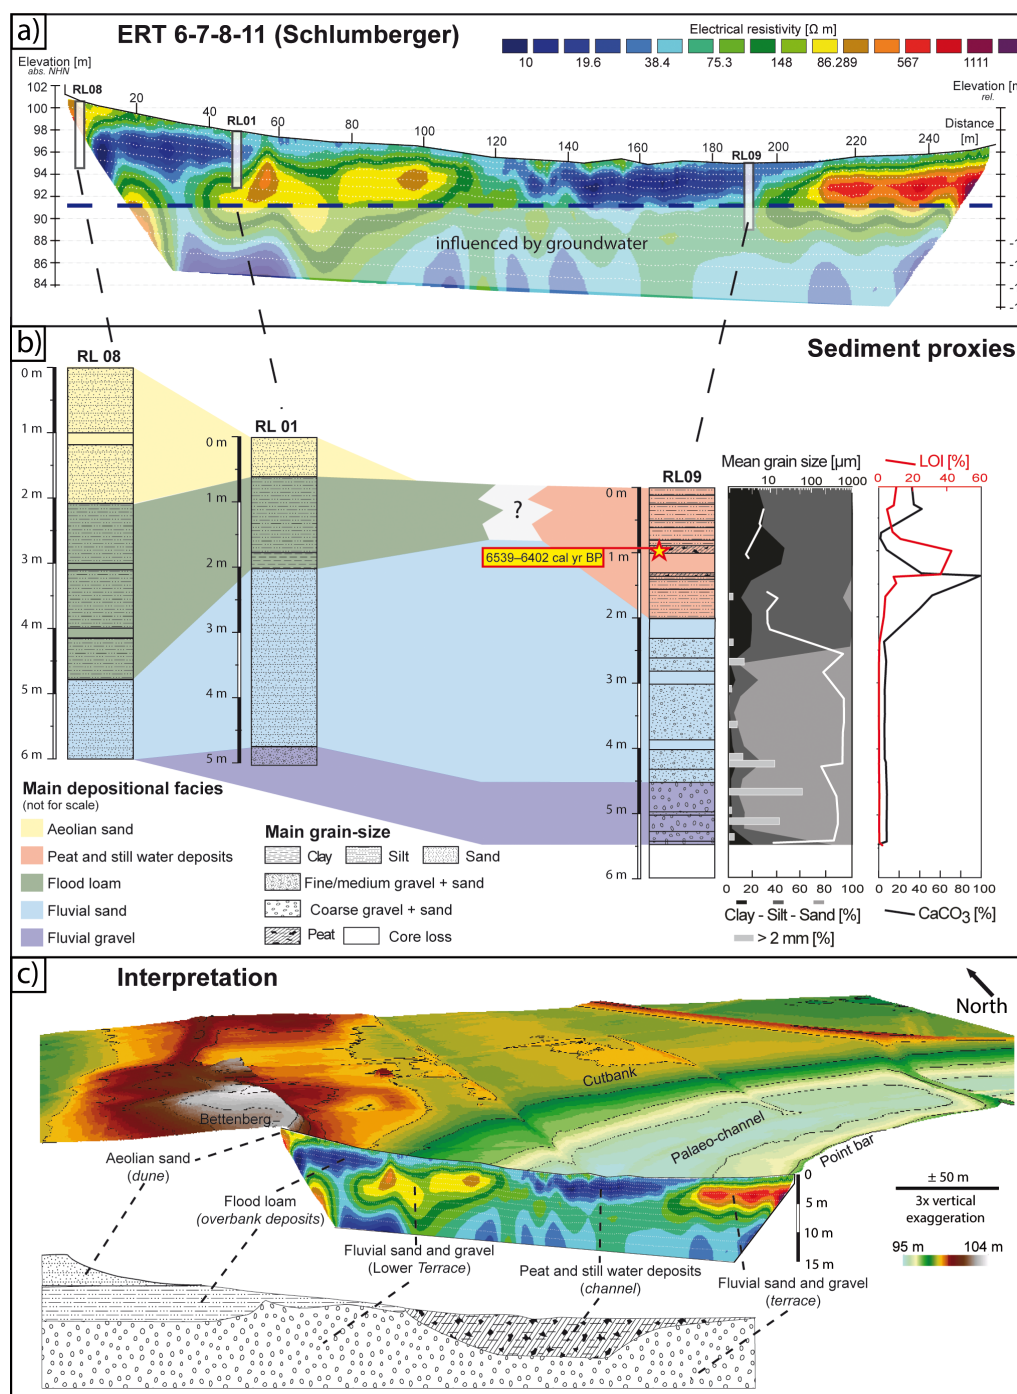 a)
ERT 6-7-8-11 (Schlumberger)
Electrical resistivity [Ω m]
10 19.6 38.4 75.3 148 86.289 567 1111
Elevation [m]
abs. NHN
RL08
RL01
RL09
Elevation [m
rel.
Distance
[m]
102
100
98
96
94
92
90
88
86
84
20 40 60 80 100 120 140 160 180 200 220 240
influenced by groundwater
b)
Sediment proxies
RL 08
0 m
1 m
2 m
3 m
4 m
5 m
6 m
RL 01
0 m
1 m
2 m
3 m
4 m
5 m
?
6539–6402 cal yr BP
RL09
0 m
1 m
2 m
3 m
4 m
5 m
6 m
Mean grain size [µm]
10 1000
LOI [%]
0 20 40 60
0 20 40 60 80 100
Clay - Silt - Sand [%]
> 2 mm [%]
0 20 40 60 80 100
CaCO3 [%]
Main depositional facies
(not for scale)
Aeolian sand
Peat and still water deposits
Flood loam
Fluvial sand
Fluvial gravel
Main grain-size
Clay Silt Sand
Fine/medium gravel + sand
Coarse gravel + sand
Peat Core loss
c)
Interpretation
North
Cutbank
Bettenberg
Palaeo-channel
Point bar
Aeolian sand
(dune)
Flood loam
(overbank deposits)
Fluvial sand and gravel
(Lower Terrace)
Peat and still water deposits
(channel)
Fluvial sand and gravel
(terrace)
0
5 m
10 m
15 m
± 50 m
3x vertical
exaggeration
95 m 104 m